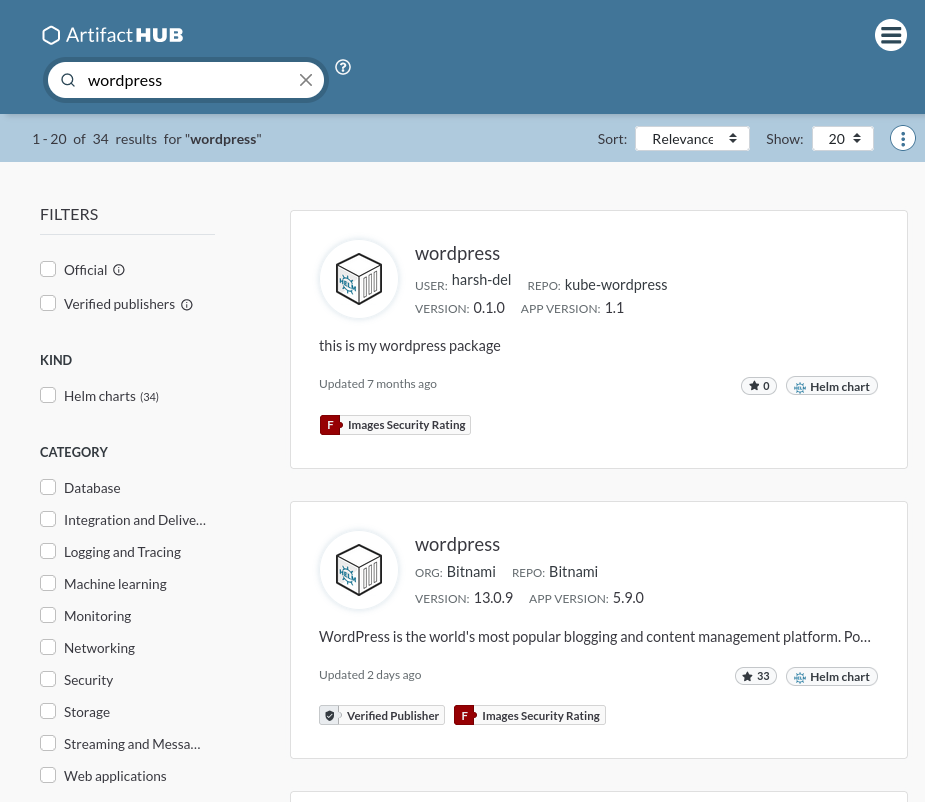 ArtifactHUB
wordpress
1 - 20 of 34 results for "wordpress"
Sort: Relevance Show: 20
FILTERS
Official
Verified publishers
KIND
Helm charts (34)
CATEGORY
Database
Integration and Delive...
Logging and Tracing
Machine learning
Monitoring
Networking
Security
Storage
Streaming and Messa...
Web applications
wordpress
USER: harsh-del REPO: kube-wordpress
VERSION: 0.1.0 APP VERSION: 1.1
this is my wordpress package
Updated 7 months ago
0 HELM Helm chart
F Images Security Rating
HELM
wordpress
ORG: Bitnami REPO: Bitnami
VERSION: 13.0.9 APP VERSION: 5.9.0
WordPress is the world's most popular blogging and content management platform. Po...
Updated 2 days ago
33 HELM Helm chart
Verified Publisher F Images Security Rating
HELM